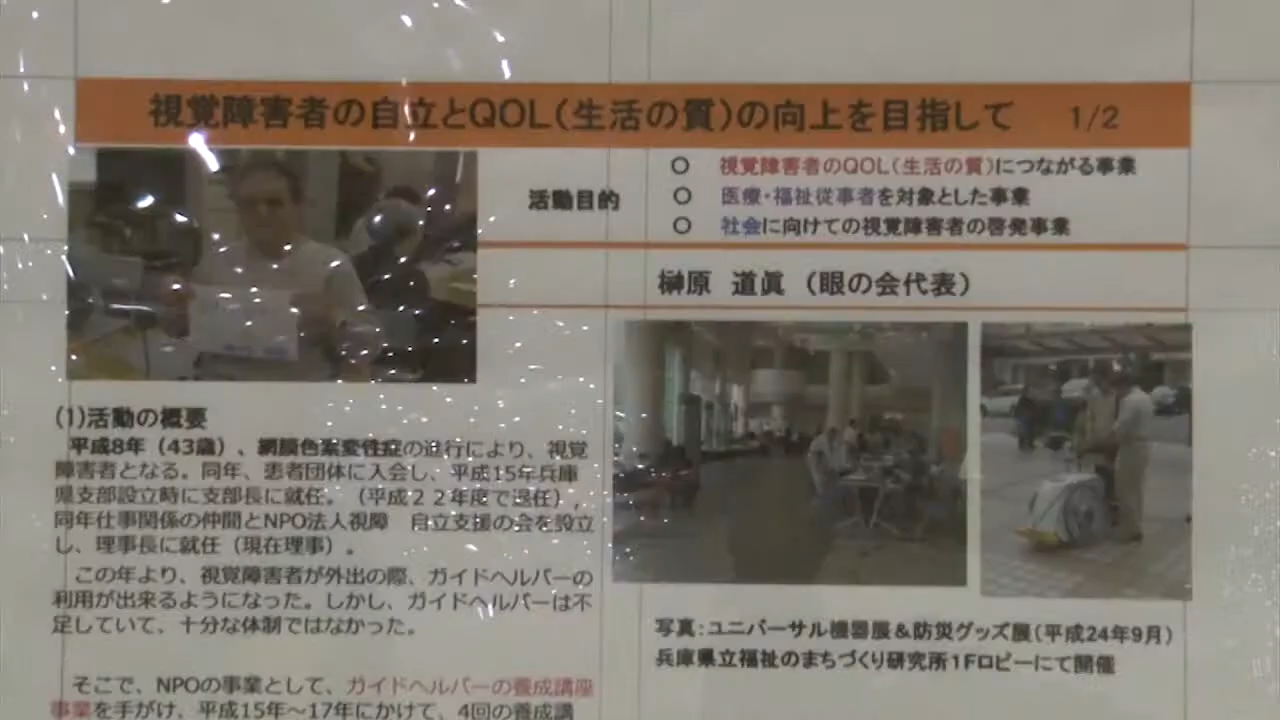 視覚障害者の自立とQOL(生活の質)の向上を目指して 1/2
活動目的
○ 視覚障害者のQOL(生活の質)につながる事業
○ 医療・福祉従事者を対象とした事業
○ 社会に向けての視覚障害者の啓発事業
榊原 道眞 (眼の会代表)
(1)活動の概要
平成8年(43歳)、網膜色素変性症の進行により、視覚
障害者となる。同年、患者団体に入会し、平成15年兵庫
県支部設立時に支部長に就任。(平成22年度で退任),
同年仕事関係の仲間とNPO法人視障 自立支援の会を設立
し、理事長に就任(現在理事)。
この年より、視覚障害者が外出の際、ガイドヘルパーの
利用が出来るようになった。しかし、ガイドヘルパーは不
足していて、十分な体制ではなかった。
そこで、NPOの事業として、ガイドヘルパーの養成講座
事業を手がけ、平成15年～17年にかけて、4回の養成講
写真:ユニバーサル機器展&防災グッズ展(平成24年9月)
兵庫県立福祉のまちづくり研究所1Fロビーにて開催